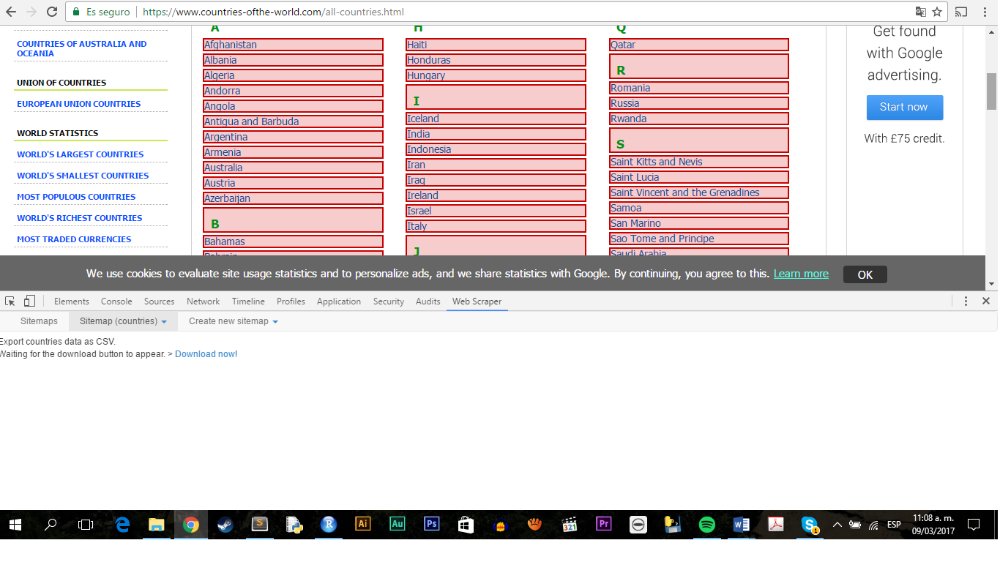 Es seguro https://www.countries-ofthe-world.com/all-countries.html
COUNTRIES OF AUSTRALIA AND
OCEANIA
UNION OF COUNTRIES
EUROPEAN UNION COUNTRIES
WORLD STATISTICS
WORLD'S LARGEST COUNTRIES
WORLD'S SMALLEST COUNTRIES
MOST POPULOUS COUNTRIES
WORLD'S RICHEST COUNTRIES
MOST TRADED CURRENCIES
A
Afghanistan
Albania
Algeria
Andorra
Angola
Antigua and Barbuda
Argentina
Armenia
Australia
Austria
Azerbaijan
B
Bahamas
Bahrain
H
Haiti
Honduras
Hungary
I
Iceland
India
Indonesia
Iran
Iraq
Ireland
Israel
Italy
J
Q
Qatar
R
Romania
Russia
Rwanda
S
Saint Kitts and Nevis
Saint Lucia
Saint Vincent and the Grenadines
Samoa
San Marino
Sao Tome and Principe
Saudi Arabia
Get found
with Google
advertising.
Start now
With £75 credit.
We use cookies to evaluate site usage statistics and to personalize ads, and we share statistics with Google. By continuing, you agree to this. Learn more OK
Elements Console Sources Network Timeline Profiles Application Security Audits Web Scraper
Sitemaps Sitemap (countries) Create new sitemap
Export countries data as CSV.
Waiting for the download button to appear. > Download now!
S R Ai Au Ps 321 Pr W S 1 ESP
11:08 a. m.
09/03/2017